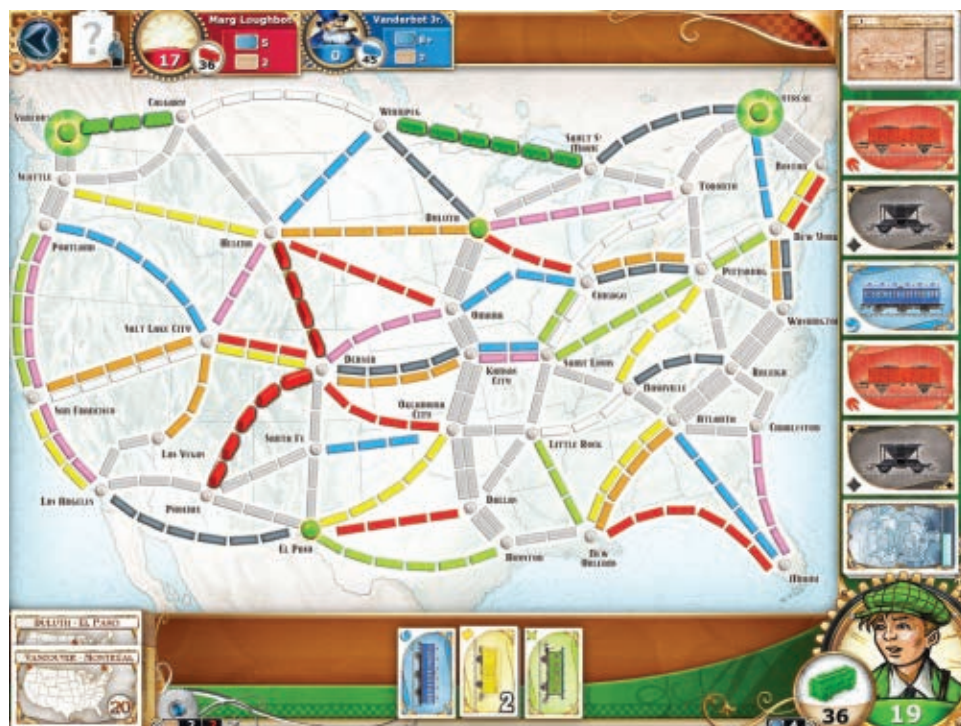 Marg Loughbot
17
36
5
2
Vanderbot Jr.
0
45
6+
2
?
CALGARY
WINNIPEG
SAULT ST
MARIE
SEATTLE
TORONTO
BOSTON
PORTLAND
HELENA
DULUTH
NEW YORK
PITTSBURG
CHICAGO
OMAHA
SALT LAKE CITY
WASHINGTON
DENVER
KANSAS
CITY
SAINT LOUIS
NASHVILLE
RALEIGH
SAN FRANCISCO
OKLAHOMA
CITY
ATLANTA
CHARLESTON
LAS VEGAS
SANTA FE
LITTLE ROCK
LOS ANGELES
PHOENIX
DALLAS
EL PASO
HOUSTON
NEW
ORLEANS
MIAMI
DULUTH - EL PASO
VANCOUVER - MONTREAL
20
2
36
19